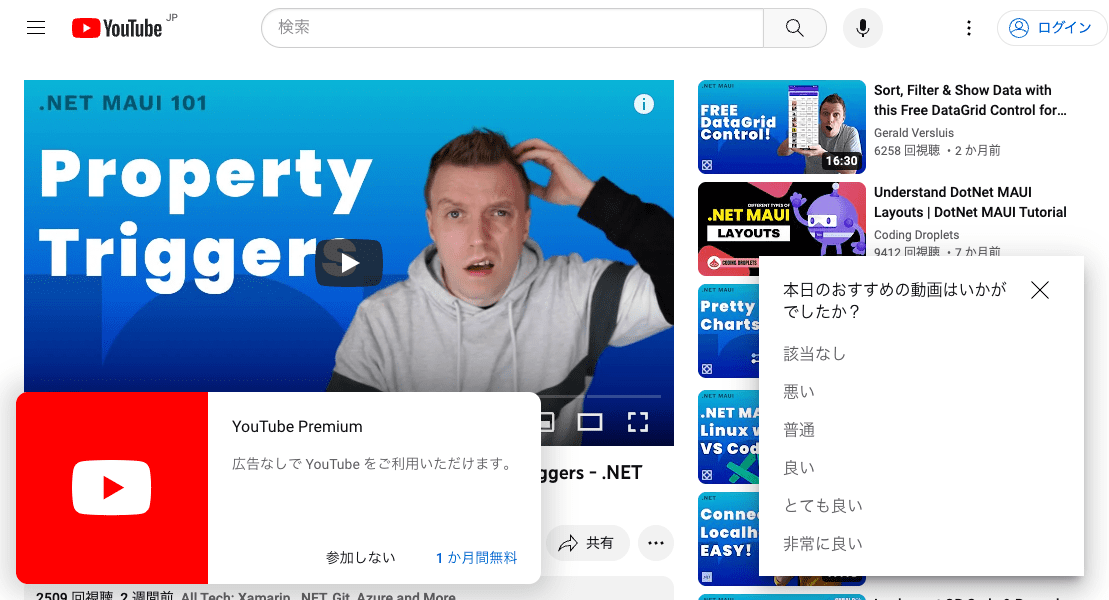 YouTube JP
検索
ログイン
.NET MAUI 101
Property
Triggers
ggers - .NET
共有
YouTube Premium
広告なしで YouTube をご利用いただけます。
参加しない
1 か月間無料
2509 回視聴 2 週間前 All Tech: Xamarin, .NET, Git, Azure and More
.NET MAUI
FREE
DataGrid
Control!
16:30
Sort, Filter & Show Data with
this Free DataGrid Control for...
Gerald Versluis
6258 回視聴 ・2 か月前
DIFFERENT TYPES OF
.NET MAUI
LAYOUTS
CODING DROPLETS
Understand DotNet MAUI
Layouts | DotNet MAUI Tutorial
Coding Droplets
9412 回視聴 ・7 か月前
.NET MAUI
Pretty
Charts
.NET MAUI
.NET MA
Linux w
VS Cod
.NET
Connec
Localh
EASY!
本日のおすすめの動画はいかが
でしたか？
該当なし
悪い
普通
良い
とても良い
非常に良い